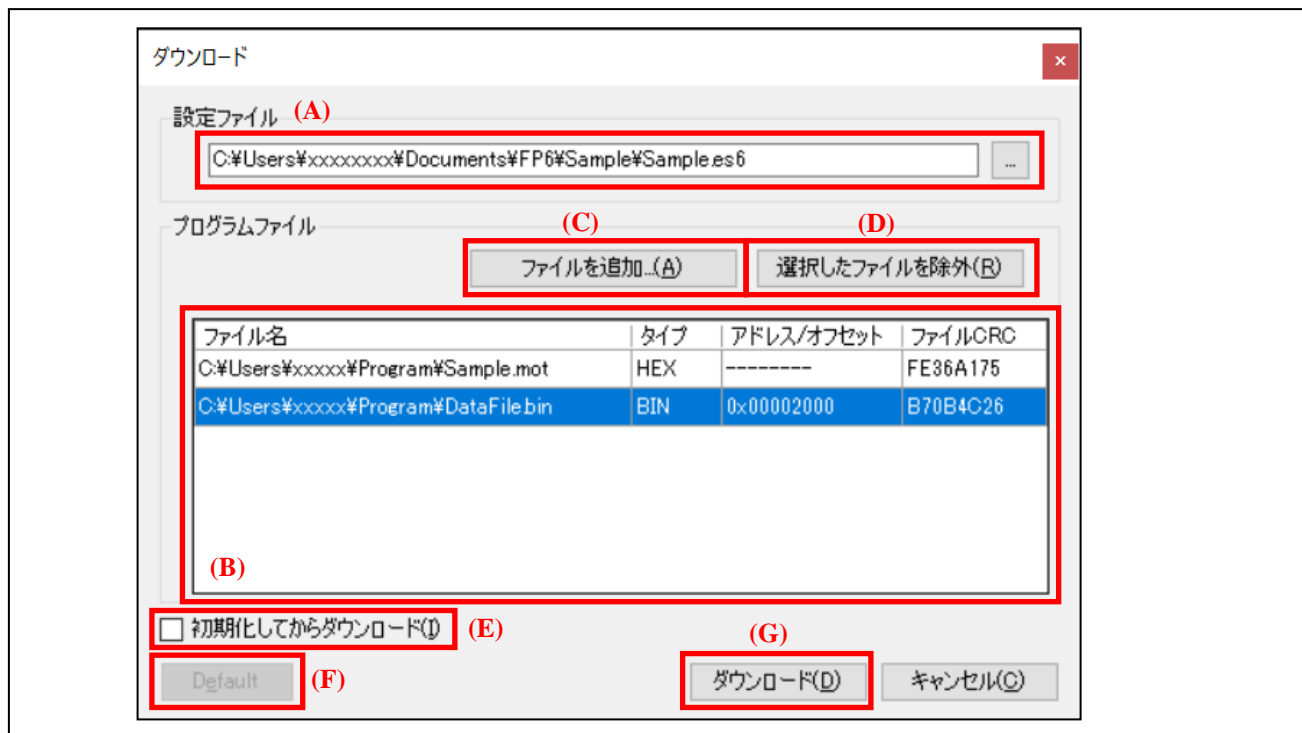 ダウンロード
×
設定ファイル (A)
C:¥Users¥xxxxxxxxx¥Documents¥FP6¥Sample¥Sample.es6 ...
プログラムファイル (C) (D)
ファイルを追加...(A) 選択したファイルを除外(R)
ファイル名 タイプ アドレス/オフセット ファイルCRC
C:¥Users¥xxxxx¥Program¥Sample.mot HEX -------- FE36A175
C:¥Users¥xxxxx¥Program¥DataFile.bin BIN 0x00002000 B70B4C26
(B)
初期化してからダウンロード(I) (E) (G)
Default (F) ダウンロード(D) キャンセル(C)